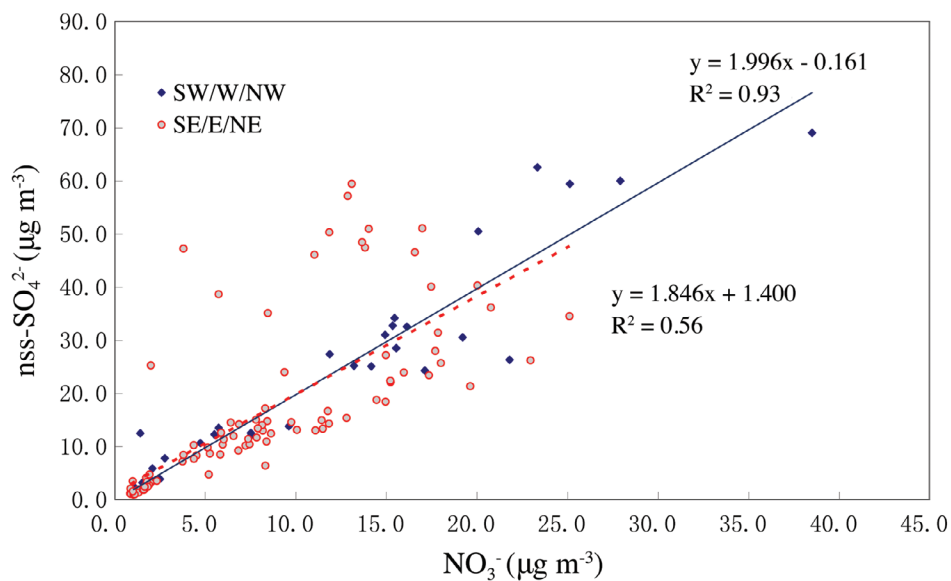 90.0
80.0
70.0
60.0
50.0
40.0
30.0
20.0
10.0
0.0
nss-SO₄²⁻ (μg m⁻³)
SW/W/NW
SE/E/NE
y = 1.996x - 0.161
R² = 0.93
y = 1.846x + 1.400
R² = 0.56
0.0 5.0 10.0 15.0 20.0 25.0 30.0 35.0 40.0 45.0
NO₃⁻ (μg m⁻³)